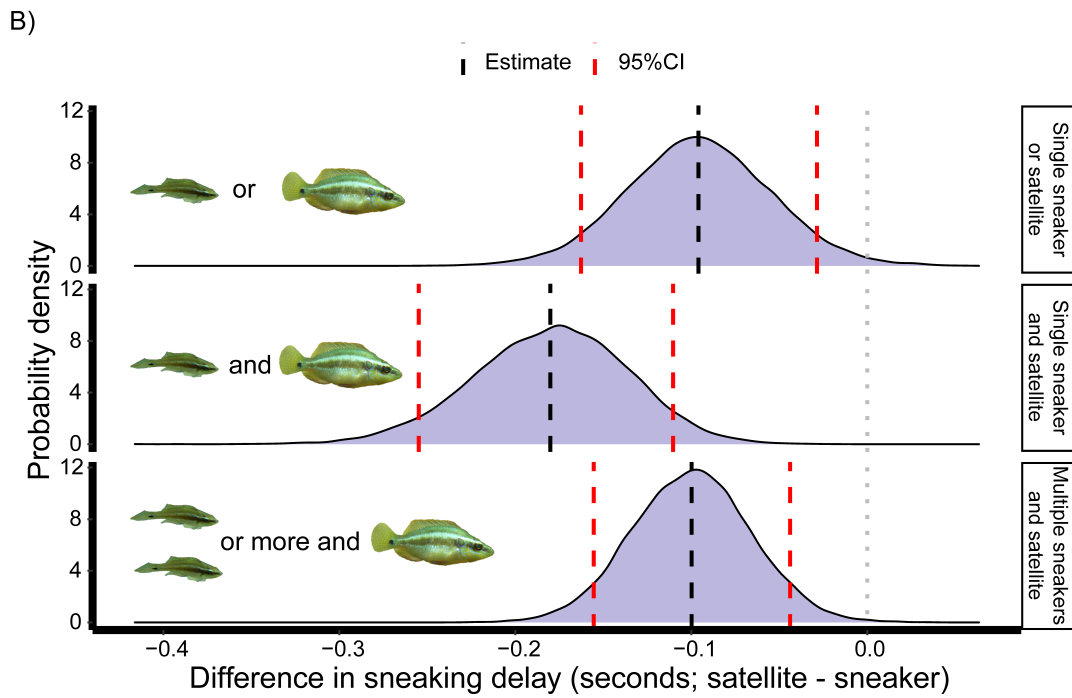 B)
Estimate 95%CI
Probability density
12
8
4
0
or
Single sneaker
or satellite
12
8
4
0
and
Single sneaker
and satellite
12
8
4
0
or more and
Multiple sneakers
and satellite
−0.4 −0.3 −0.2 −0.1 0.0
Difference in sneaking delay (seconds; satellite - sneaker)